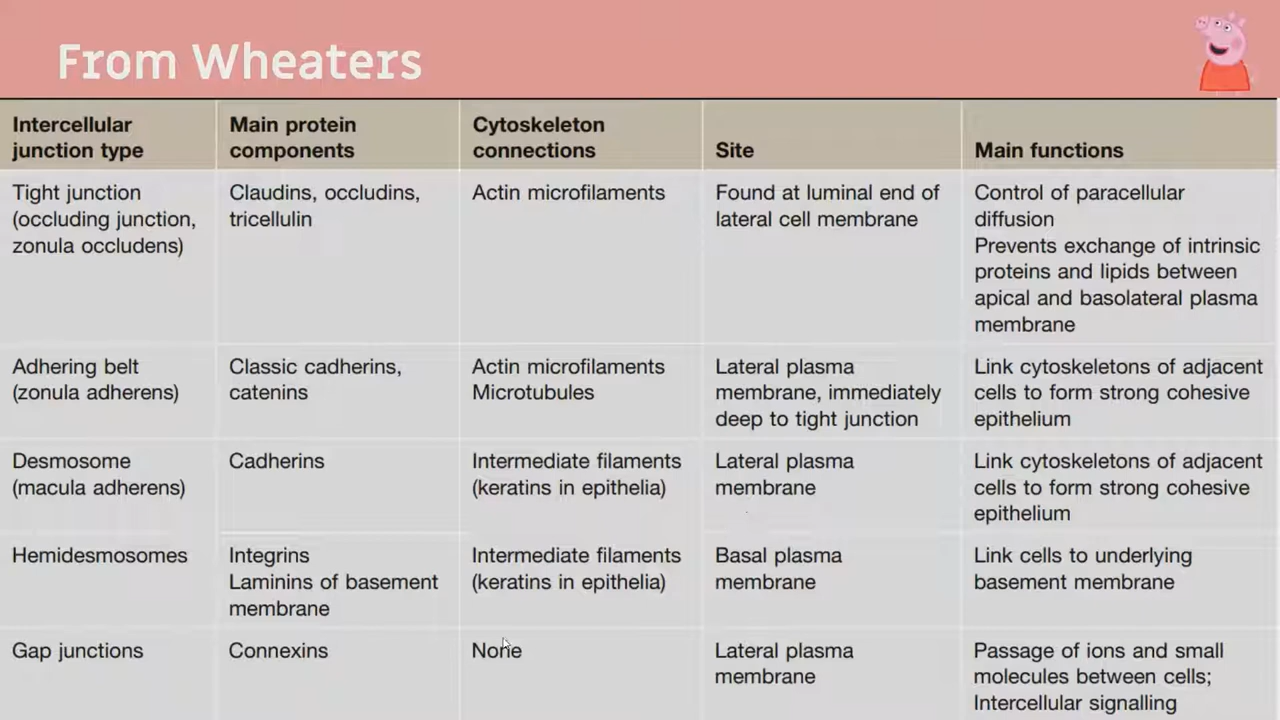 From Wheaters
Intercellular
junction type
Main protein
components
Cytoskeleton
connections
Site
Main functions
Tight junction
(occluding junction,
zonula occludens)
Claudins, occludins,
tricellulin
Actin microfilaments
Found at luminal end of
lateral cell membrane
Control of paracellular
diffusion
Prevents exchange of intrinsic
proteins and lipids between
apical and basolateral plasma
membrane
Adhering belt
(zonula adherens)
Classic cadherins,
catenins
Actin microfilaments
Microtubules
Lateral plasma
membrane, immediately
deep to tight junction
Link cytoskeletons of adjacent
cells to form strong cohesive
epithelium
Desmosome
(macula adherens)
Cadherins
Intermediate filaments
(keratins in epithelia)
Lateral plasma
membrane
Link cytoskeletons of adjacent
cells to form strong cohesive
epithelium
Hemidesmosomes
Integrins
Laminins of basement
membrane
Intermediate filaments
(keratins in epithelia)
Basal plasma
membrane
Link cells to underlying
basement membrane
Gap junctions
Connexins
None
Lateral plasma
membrane
Passage of ions and small
molecules between cells;
Intercellular signalling